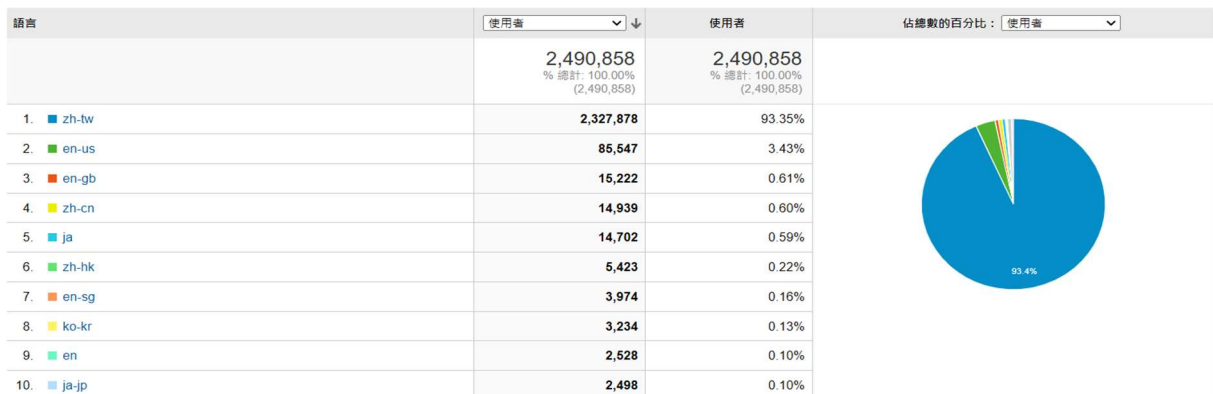 語言 使用者 使用者 佔總數的百分比： 使用者
2,490,858 2,490,858
% 總計: 100.00% % 總計: 100.00%
(2,490,858) (2,490,858)
1. zh-tw 2,327,878 93.35%
2. en-us 85,547 3.43%
3. en-gb 15,222 0.61%
4. zh-cn 14,939 0.60%
5. ja 14,702 0.59%
6. zh-hk 5,423 0.22%
7. en-sg 3,974 0.16%
93.4%
8. ko-kr 3,234 0.13%
9. en 2,528 0.10%
10. ja-jp 2,498 0.10%